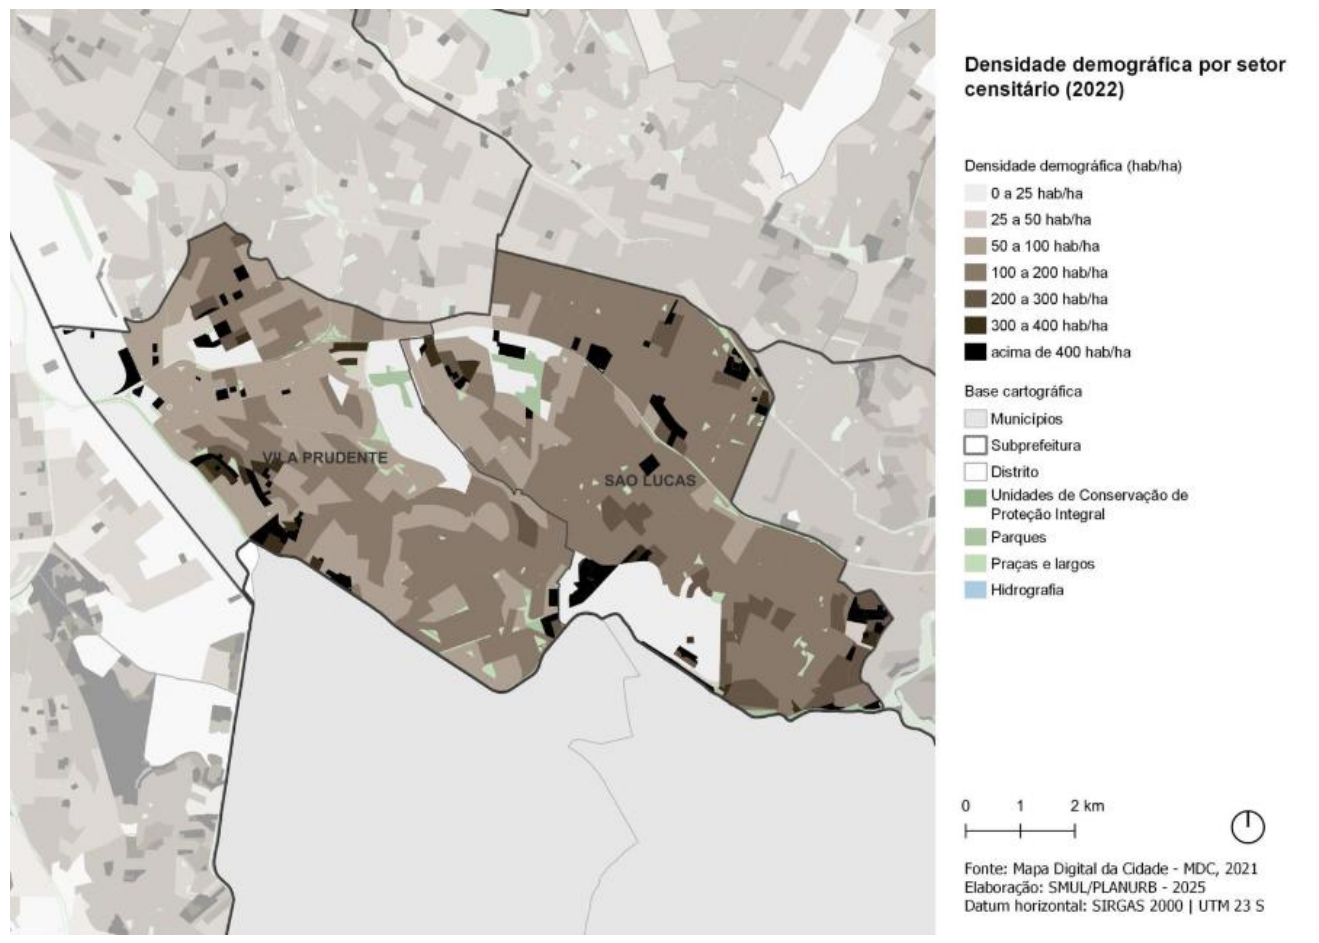 Densidade demográfica por setor
censitário (2022)
Densidade demográfica (hab/ha)
0 a 25 hab/ha
25 a 50 hab/ha
50 a 100 hab/ha
100 a 200 hab/ha
200 a 300 hab/ha
300 a 400 hab/ha
acima de 400 hab/ha
Base cartográfica
Municípios
Subprefeitura
Distrito
Unidades de Conservação de
Proteção Integral
Parques
Praças e largos
Hidrografia
VILA PRUDENTE
SAO LUCAS
0 1 2 km
Fonte: Mapa Digital da Cidade - MDC, 2021
Elaboração: SMUL/PLANURB - 2025
Datum horizontal: SIRGAS 2000 | UTM 23 S